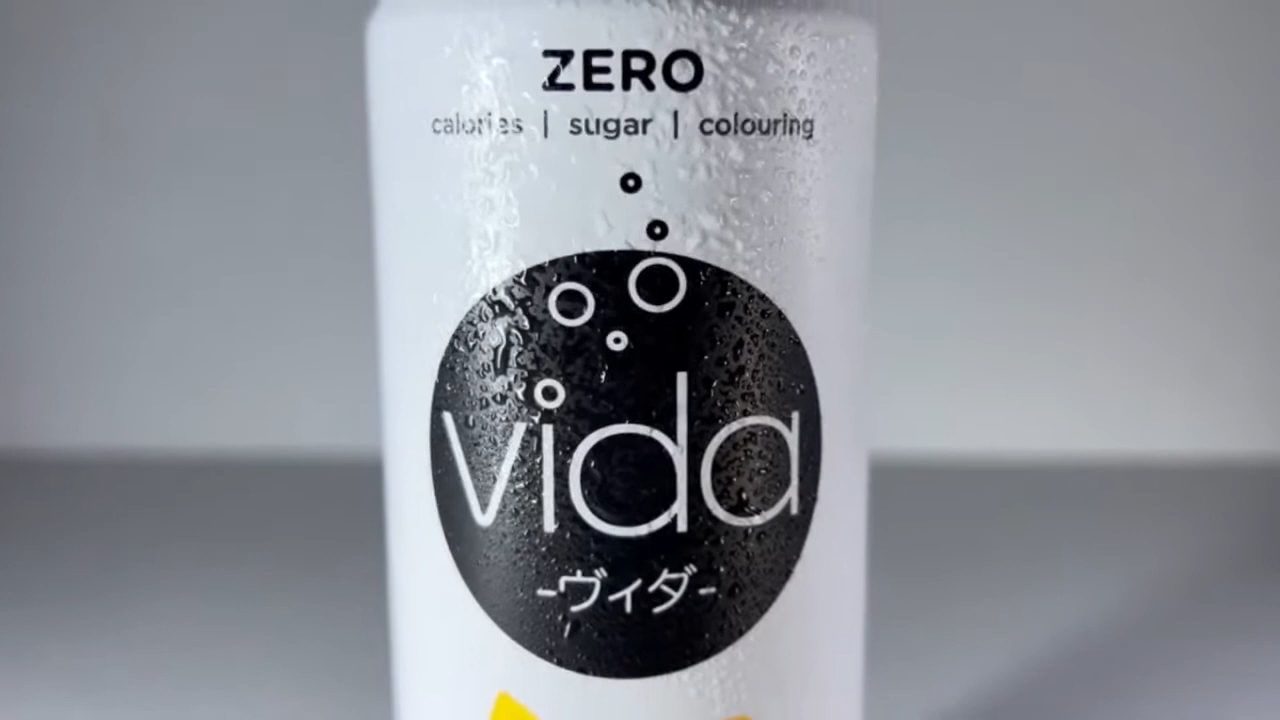 ZERO
calories | sugar | colouring
vida
-ヴィダ-